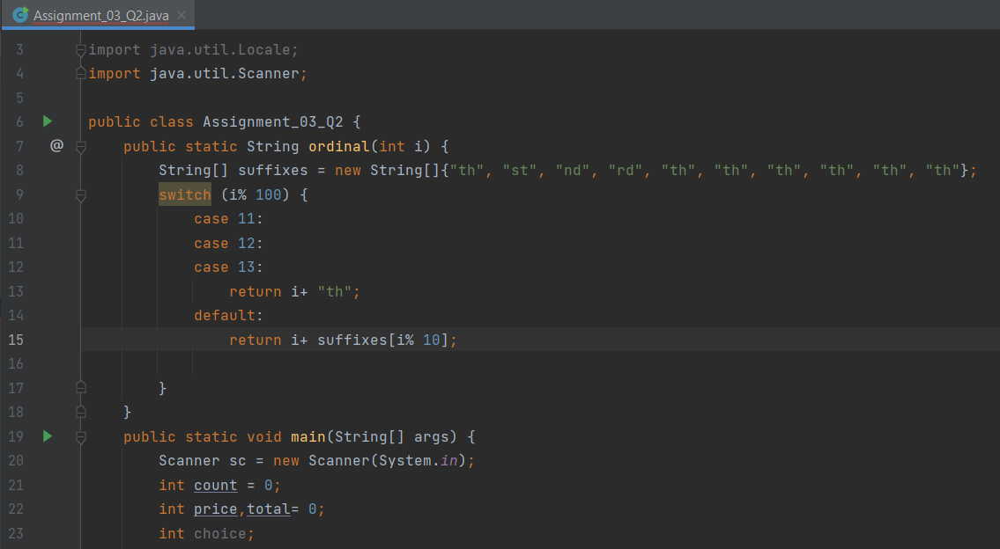 Assignment_03_Q2.java
3 import java.util.Locale;
4 import java.util.Scanner;
5
6 public class Assignment_03_Q2 {
7 @ public static String ordinal(int i) {
8 String[] suffixes = new String[]{"th", "st", "nd", "rd", "th", "th", "th", "th", "th", "th"};
9 switch (i% 100) {
10 case 11:
11 case 12:
12 case 13:
13 return i+ "th";
14 default:
15 return i+ suffixes[i% 10];
16
17 }
18 }
19 public static void main(String[] args) {
20 Scanner sc = new Scanner(System.in);
21 int count = 0;
22 int price,total= 0;
23 int choice;